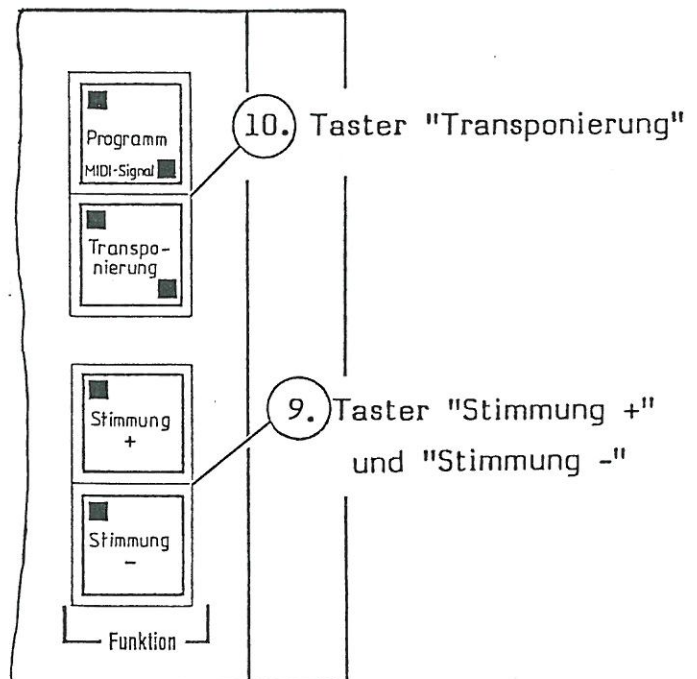 Programm
MIDI-Signal
10. Taster "Transponierung"
Transpo-
nierung
Stimmung
+
9. Taster "Stimmung +"
und "Stimmung -"
Stimmung
-
Funktion